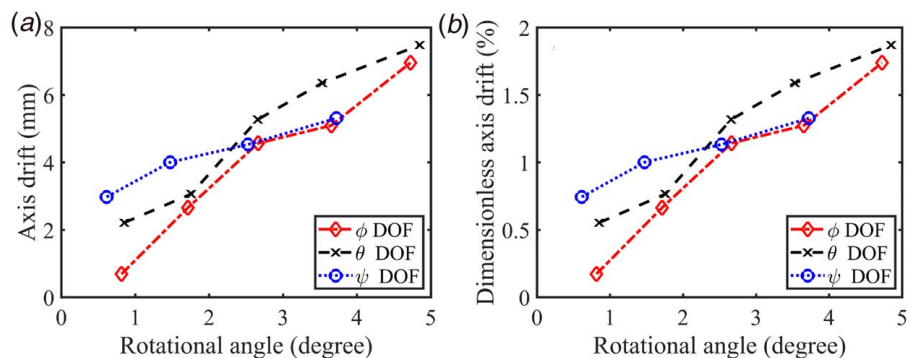 (a)
8
6
4
2
0
Axis drift (mm)
0 1 2 3 4 5
Rotational angle (degree)
ϕ DOF
θ DOF
ψ DOF
(b)
2
1.5
1
0.5
0
Dimensionless axis drift (%)
0 1 2 3 4 5
Rotational angle (degree)
ϕ DOF
θ DOF
ψ DOF